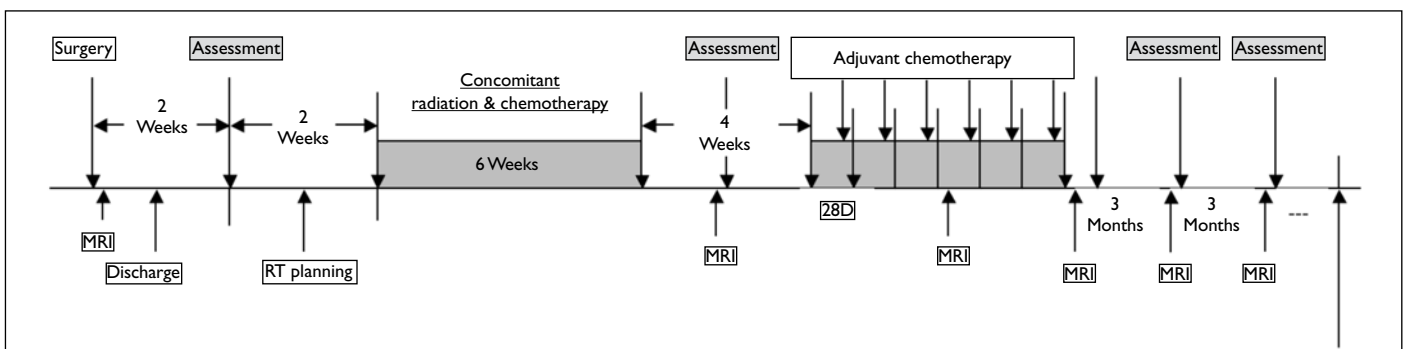 Surgery
Assessment
Assessment
Adjuvant chemotherapy
Assessment
Assessment
Concomitant
radiation & chemotherapy
2
Weeks
2
Weeks
6 Weeks
4
Weeks
28D
3
Months
3
Months
---
MRI
Discharge
RT planning
MRI
MRI
MRI
MRI
MRI